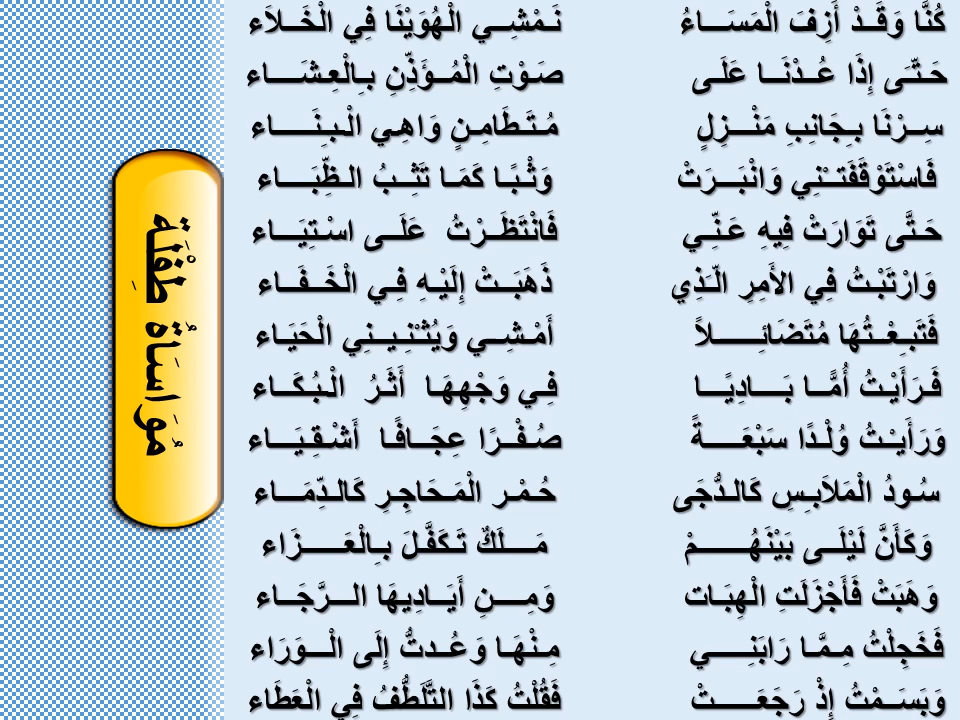 مُوَاسَاةُ طِفْلَة
كُنَّا وَقَدْ أَزِفَ الْمَسَاءُ نَمْشِي الْهُوَيْنَا فِي الْخَلاَء
حَتّىَ إِذَا عُدْنَا عَلَى صَوْتِ الْمُؤَذِّنِ بِالْعِشَاء
سِرْنَا بِجَانِبِ مَنْزِلٍ مُتَطَامِنٍ وَاهِي الْبِنَاء
فَاسْتَوْقَفَتْنِي وَانْبَرَتْ وَثْبًا كَمَا تَثِبُ الظِّبَاء
حَتَّى تَوَارَتْ فِيهِ عَنِّي فَانْتَظَرْتُ عَلَى اسْتِيَاء
وَارْتَبْتُ فِي الأَمِرِ الّذِي ذَهَبَتْ إِلَيْهِ فِي الْخَفَاء
فَتَبِعْتُهَا مُتَضَائِلاً أَمْشِي وَيُثْنِينِي الْحَيَاء
فَرَأَيْتُ أُمًّا بَادِيًا فِي وَجْهِهَا أَثَرُ الْبُكَاء
وَرَأَيْتُ وُلْدًا سَبْعَةً صُفْرًا عِجَافًا أَشْقِيَاء
سُودُ الْمَلاَبِسِ كَالدُّجَى حُمْر الْمَحَاجِرِ كَالدِّمَاء
وَكَأَنَّ لَيْلَى بَيْنَهُمْ مَلَكٌ تَكَفَّلَ بِالْعَزَاء
وَهَبَتْ فَأَجْزَلَتِ الْهِبَات وَمِنِ أَيَادِيهَا الرَّجَاء
فَخَجِلْتُ مِمَّا رَابَنِي مِنْهَا وَعُدتُّ إِلَى الْوَرَاء
وَبَسَمْتُ إِذْ رَجَعَتْ فَقُلْتُ كَذَا التَّلَطُّفُ فِي الْعَطَاء